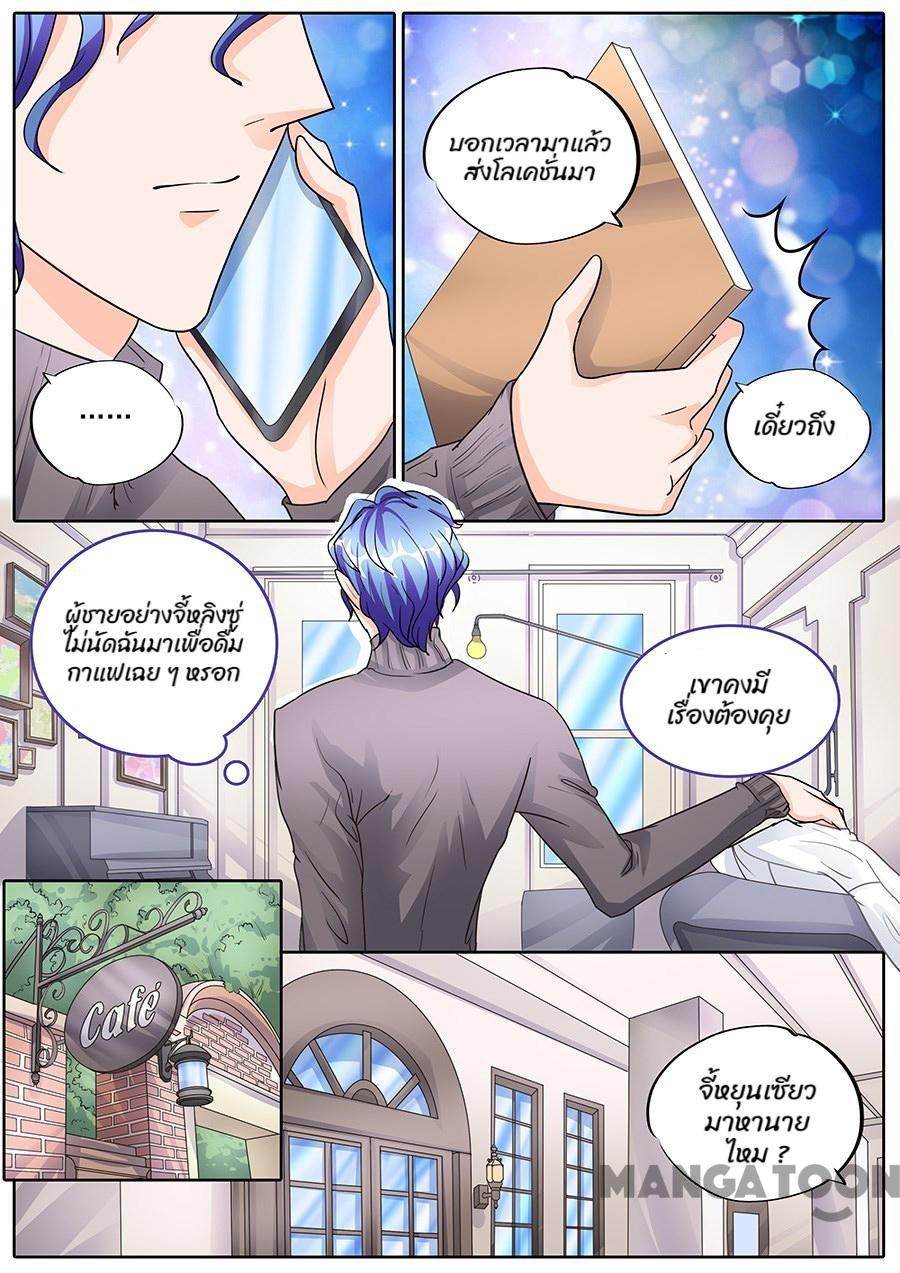 ......
บอกเวลามาแล้ว
ส่งโลเคชั่นมา
เดี๋ยวถึง
ผู้ชายอย่างจี้หลิงซู่
ไม่นัดฉันมาเพื่อดื่ม
กาแฟเฉย ๆ หรอก
เขาคงมี
เรื่องต้องคุย
Café
จี้หยุนเซียว
มาหานาย
ไหม ?
MANGATOON